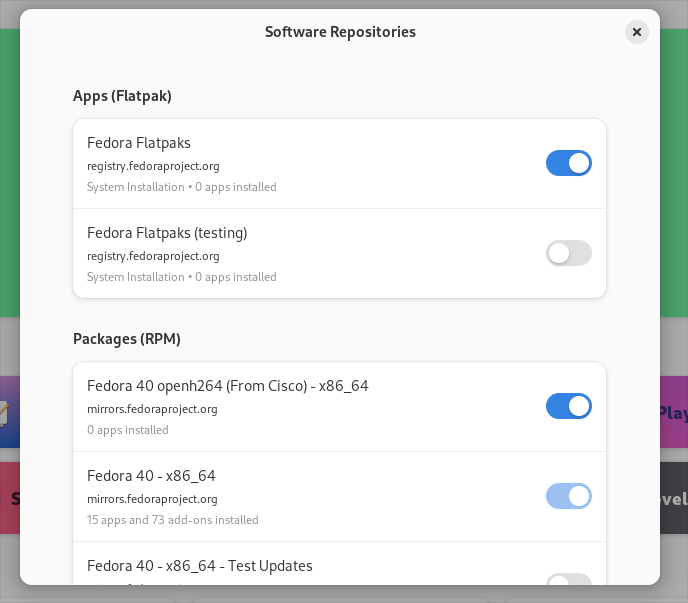 Software Repositories
Apps (Flatpak)
Fedora Flatpaks
registry.fedoraproject.org
System Installation • 0 apps installed
Fedora Flatpaks (testing)
registry.fedoraproject.org
System Installation • 0 apps installed
Packages (RPM)
Fedora 40 openh264 (From Cisco) - x86_64
mirrors.fedoraproject.org
0 apps installed
Fedora 40 - x86_64
mirrors.fedoraproject.org
15 apps and 73 add-ons installed
Fedora 40 - x86_64 - Test Updates